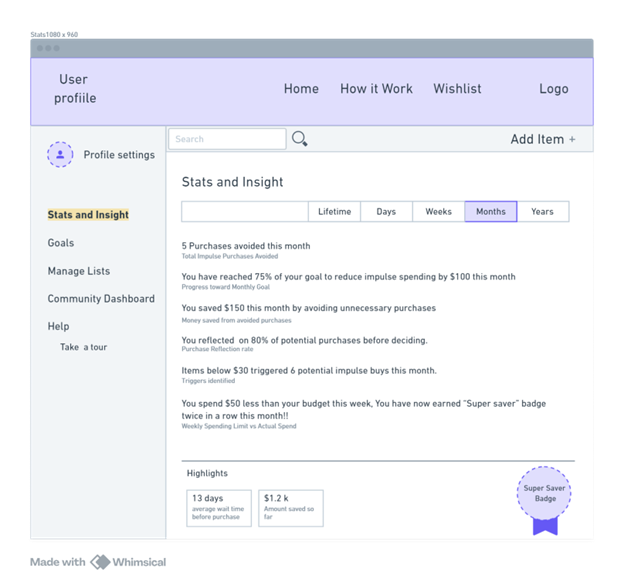 Stats1080 x 960
User
profiile
Home How it Work Wishlist Logo
Profile settings
Stats and Insight
Goals
Manage Lists
Community Dashboard
Help
Take a tour
Search
Add Item +
Stats and Insight
Lifetime Days Weeks Months Years
5 Purchases avoided this month
Total Impulse Purchases Avoided
You have reached 75% of your goal to reduce impulse spending by $100 this month
Progress toward Monthly Goal
You saved $150 this month by avoiding unnecessary purchases
Money saved from avoided purchases
You reflected on 80% of potential purchases before deciding.
Purchase Reflection rate
Items below $30 triggered 6 potential impulse buys this month.
Triggers identified
You spend $50 less than your budget this week, You have now earned "Super saver" badge
twice in a row this month!!
Weekly Spending Limit vs Actual Spend
Highlights
13 days
average wait time
before purchase
$1.2 k
Amount saved so
far
Super Saver
Badge
Made with Whimsical